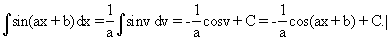 ∫sin(ax + b) dx = 1/a ∫ sinv dv = -1/a cosv + C = -1/a cos(ax + b) + C.|